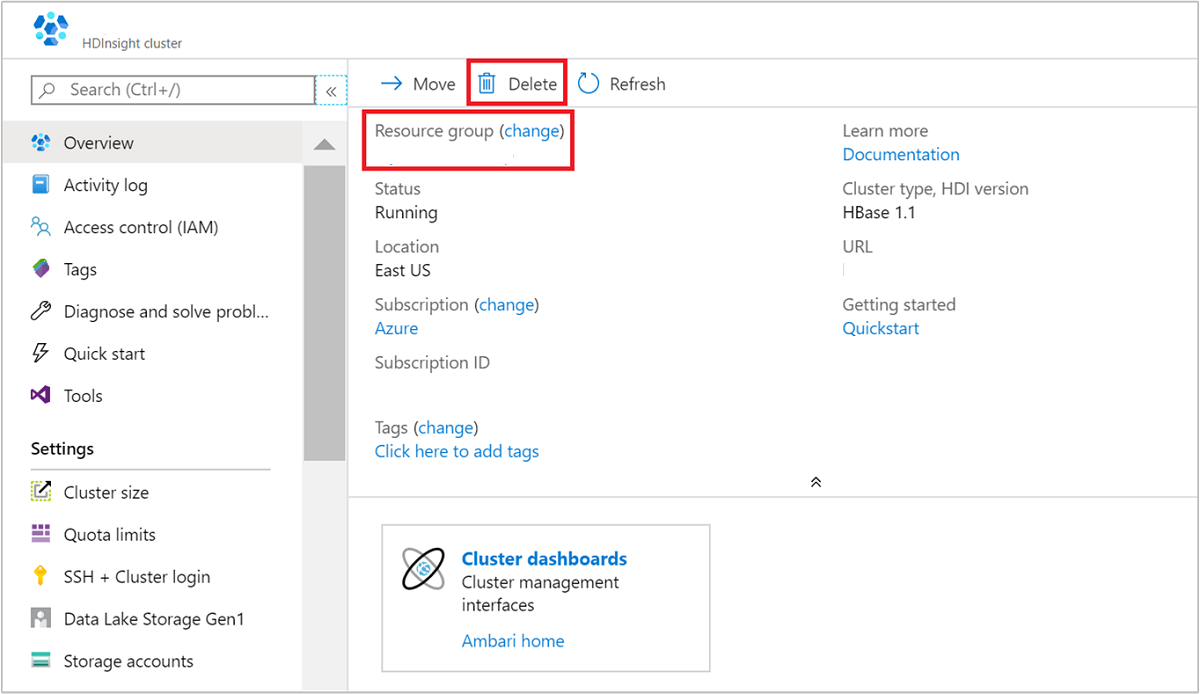 HDInsight cluster
Search (Ctrl+/)
«
Overview
Activity log
Access control (IAM)
Tags
Diagnose and solve probl...
Quick start
Tools
Settings
Cluster size
Quota limits
SSH + Cluster login
Data Lake Storage Gen1
Storage accounts
Move
Delete
Refresh
Resource group (change)
Status
Running
Location
East US
Subscription (change)
Azure
Subscription ID
Tags (change)
Click here to add tags
Learn more
Documentation
Cluster type, HDI version
HBase 1.1
URL
Getting started
Quickstart
Cluster dashboards
Cluster management
interfaces
Ambari home